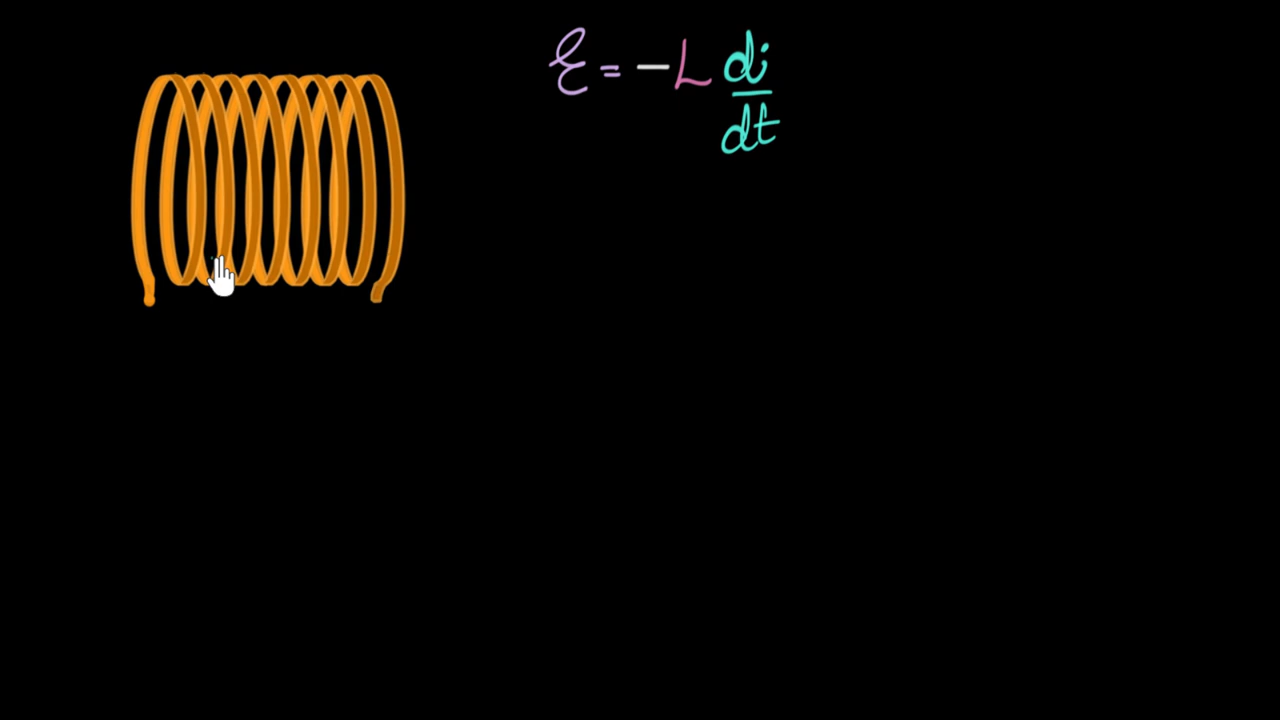 ℰ = -L di/dt